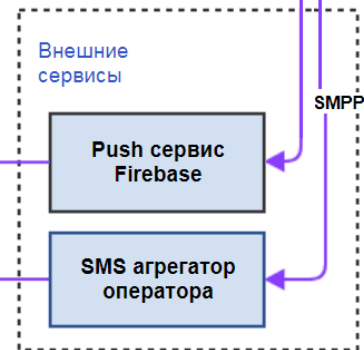 Внешние
сервисы
SMPP
Push сервис
Firebase
SMS агрегатор
оператора